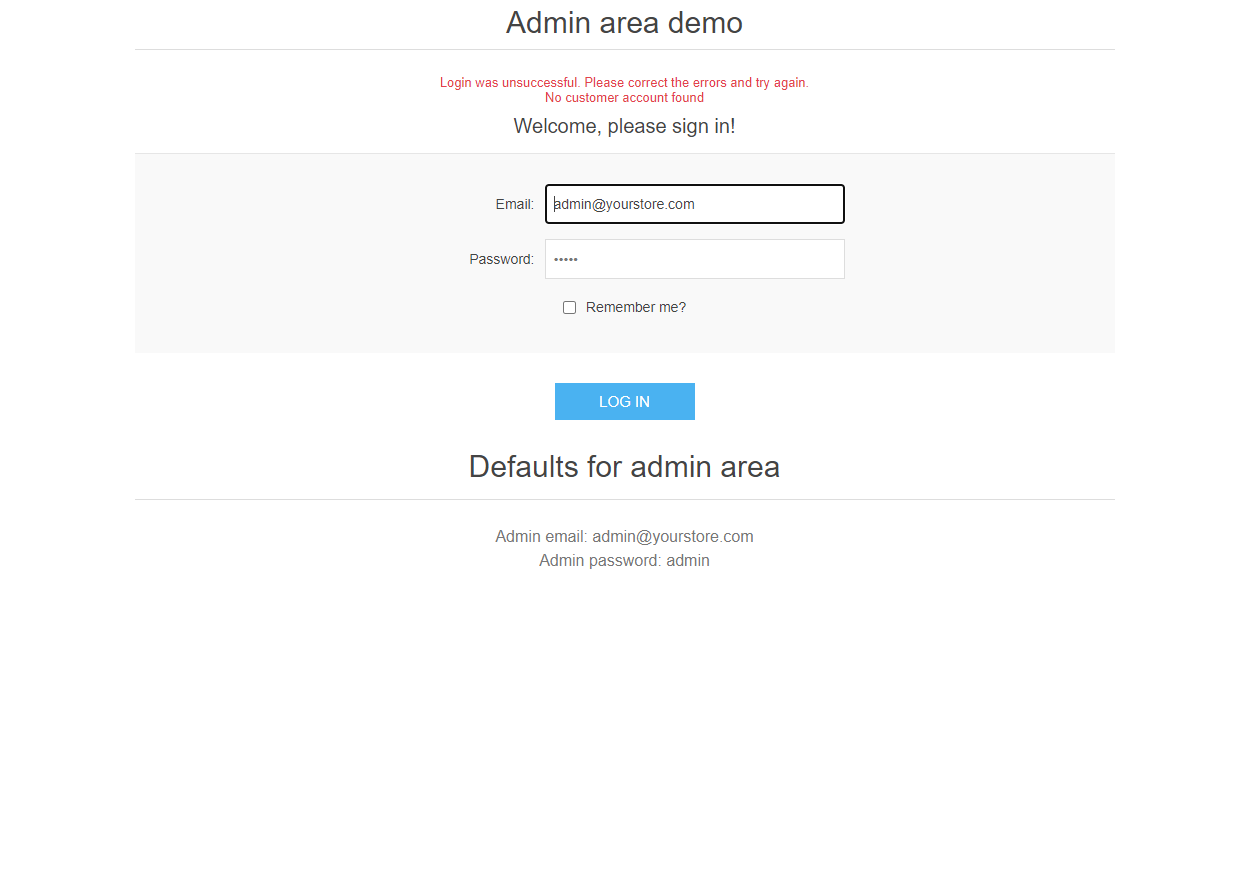 Admin area demo
Login was unsuccessful. Please correct the errors and try again.
No customer account found
Welcome, please sign in!
Email: admin@yourstore.com
Password: •••••
Remember me?
LOG IN
Defaults for admin area
Admin email: admin@yourstore.com
Admin password: admin